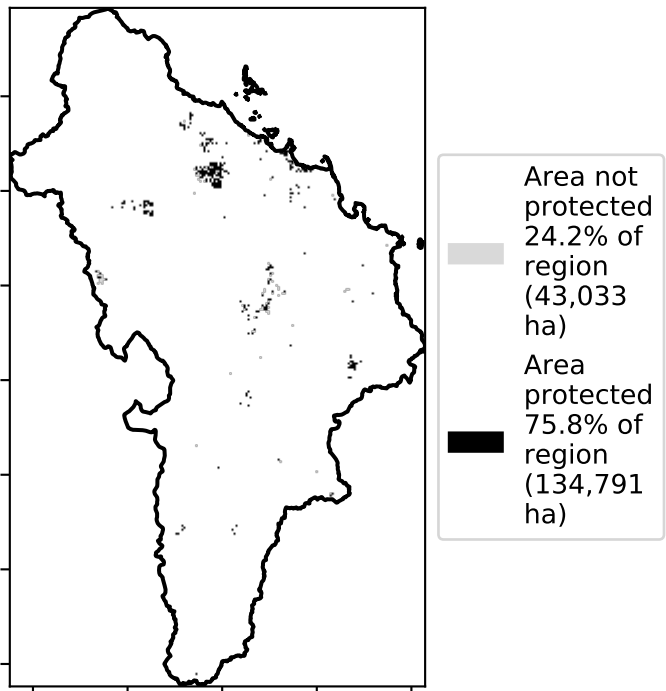 Area not
protected
24.2% of
region
(43,033
ha)
Area
protected
75.8% of
region
(134,791
ha)